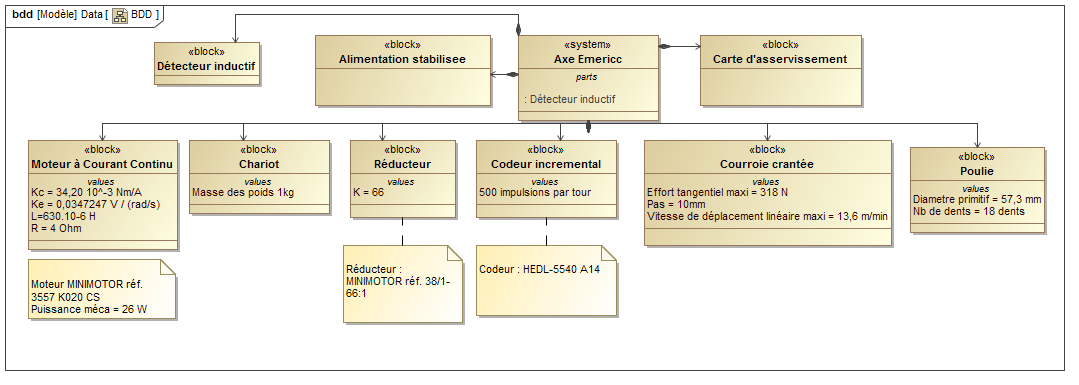 bdd [Modèle] Data [ BDD ]
«block»
Détecteur inductif
«block»
Alimentation stabilisee
«system»
Axe Emericc
parts
: Détecteur inductif
«block»
Carte d'asservissement
«block»
Moteur à Courant Continu
values
Kc = 34,20 10^-3 Nm/A
Ke = 0,0347247 V / (rad/s)
L=630.10-6 H
R = 4 Ohm
«block»
Chariot
values
Masse des poids 1kg
«block»
Réducteur
values
K = 66
«block»
Codeur incremental
values
500 impulsions par tour
«block»
Courroie crantée
values
Effort tangentiel maxi = 318 N
Pas = 10mm
Vitesse de déplacement linéaire maxi = 13,6 m/min
«block»
Poulie
values
Diametre primitif = 57,3 mm
Nb de dents = 18 dents
Moteur MINIMOTOR réf.
3557 K020 CS
Puissance méca = 26 W
Réducteur :
MINIMOTOR réf. 38/1-
66:1
Codeur : HEDL-5540 A14